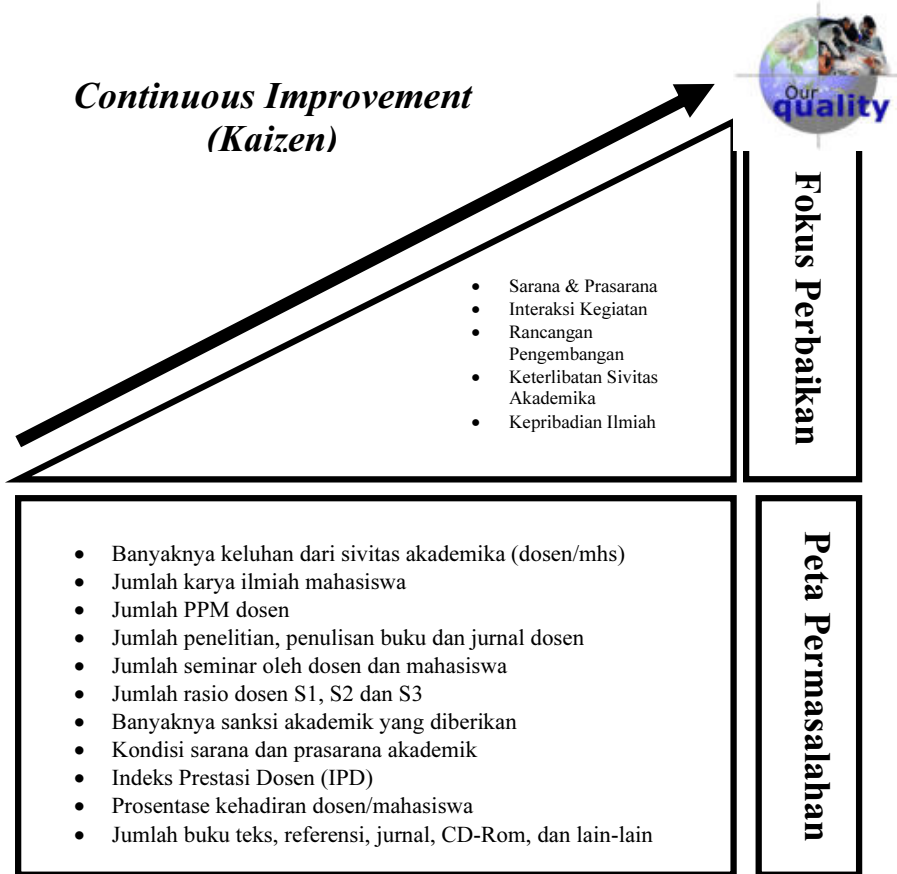 Our
quality
Continuous Improvement
(Kaizen)
Fokus Perbaikan
• Sarana & Prasarana
• Interaksi Kegiatan
• Rancangan
Pengembangan
• Keterlibatan Sivitas
Akademika
• Kepribadian Ilmiah
Peta Permasalahan
• Banyaknya keluhan dari sivitas akademika (dosen/mhs)
• Jumlah karya ilmiah mahasiswa
• Jumlah PPM dosen
• Jumlah penelitian, penulisan buku dan jurnal dosen
• Jumlah seminar oleh dosen dan mahasiswa
• Jumlah rasio dosen S1, S2 dan S3
• Banyaknya sanksi akademik yang diberikan
• Kondisi sarana dan prasarana akademik
• Indeks Prestasi Dosen (IPD)
• Prosentase kehadiran dosen/mahasiswa
• Jumlah buku teks, referensi, jurnal, CD-Rom, dan lain-lain